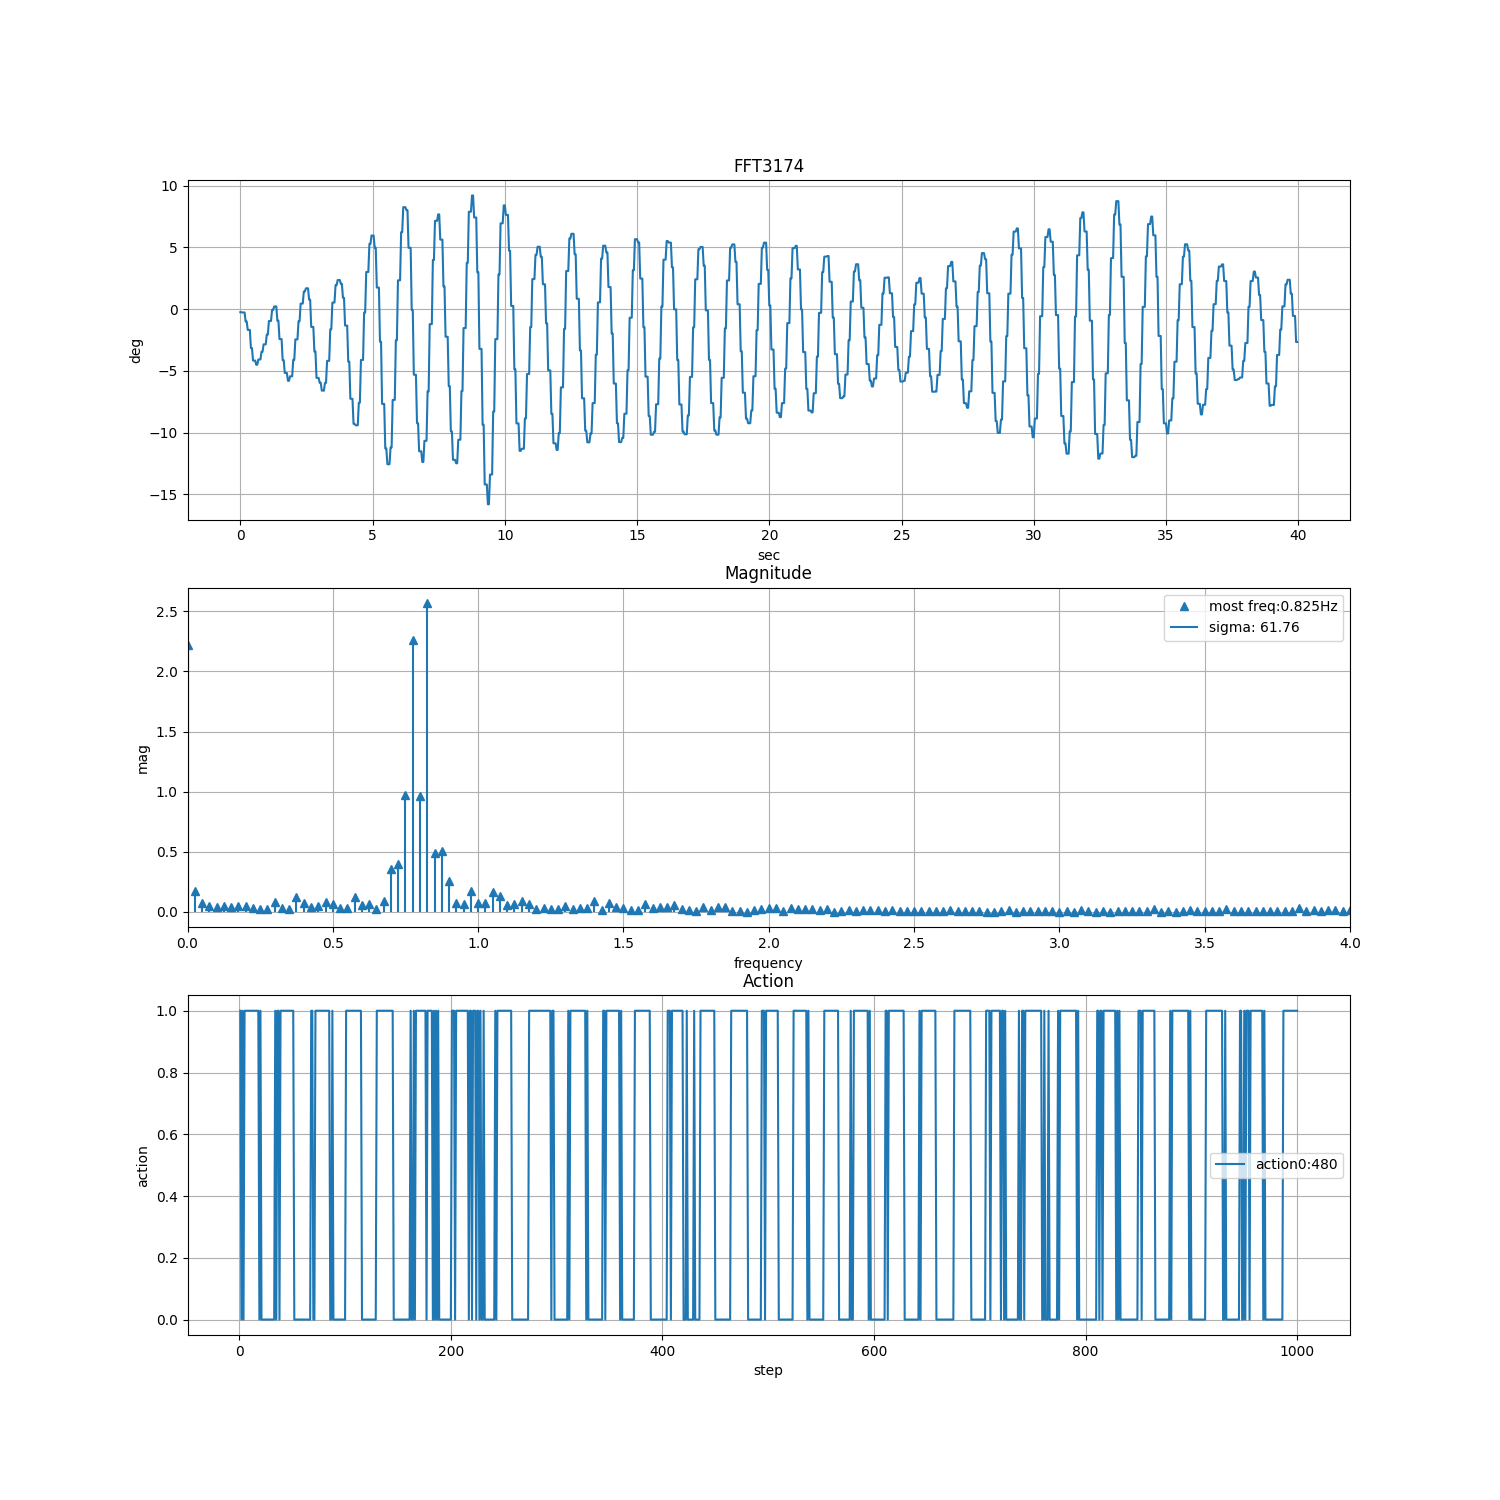 FFT3174
10
5
0
−5
−10
−15
deg
0 5 10 15 20 25 30 35 40
sec
Magnitude
most freq:0.825Hz
sigma: 61.76
2.5
2.0
1.5
1.0
0.5
0.0
mag
0.0 0.5 1.0 1.5 2.0 2.5 3.0 3.5 4.0
frequency
Action
1.0
0.8
0.6
0.4
0.2
0.0
action
action0:480
0 200 400 600 800 1000
step